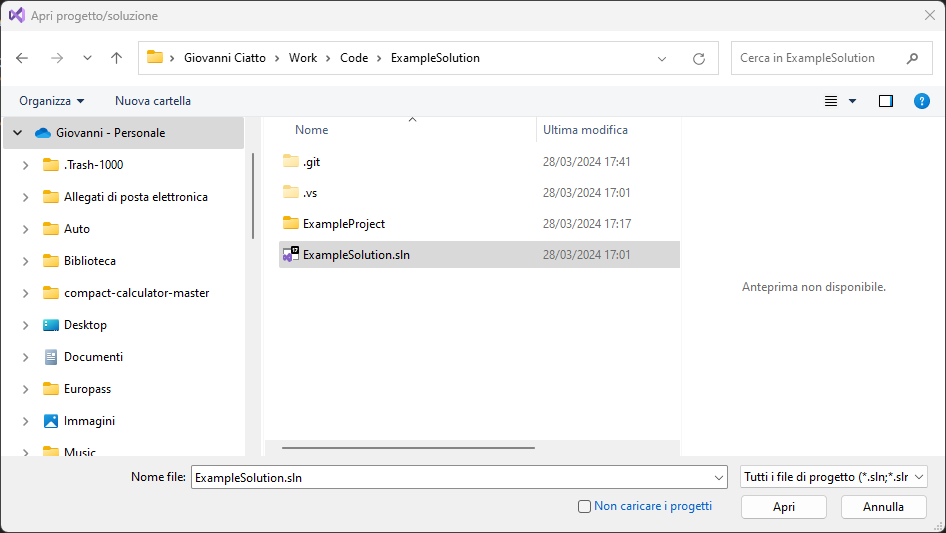 Apri progetto/soluzione
Giovanni Ciatto > Work > Code > ExampleSolution
Cerca in ExampleSolution
Organizza
Nuova cartella
?
Giovanni - Personale
.Trash-1000
Allegati di posta elettronica
Auto
Biblioteca
compact-calculator-master
Desktop
Documenti
Europass
Immagini
Music
Nome Ultima modifica
.git 28/03/2024 17:41
.vs 28/03/2024 17:01
ExampleProject 28/03/2024 17:17
ExampleSolution.sln 28/03/2024 17:01
Anteprima non disponibile.
Nome file: ExampleSolution.sln
Tutti i file di progetto (*.sln;*.slr
Non caricare i progetti
Apri
Annulla